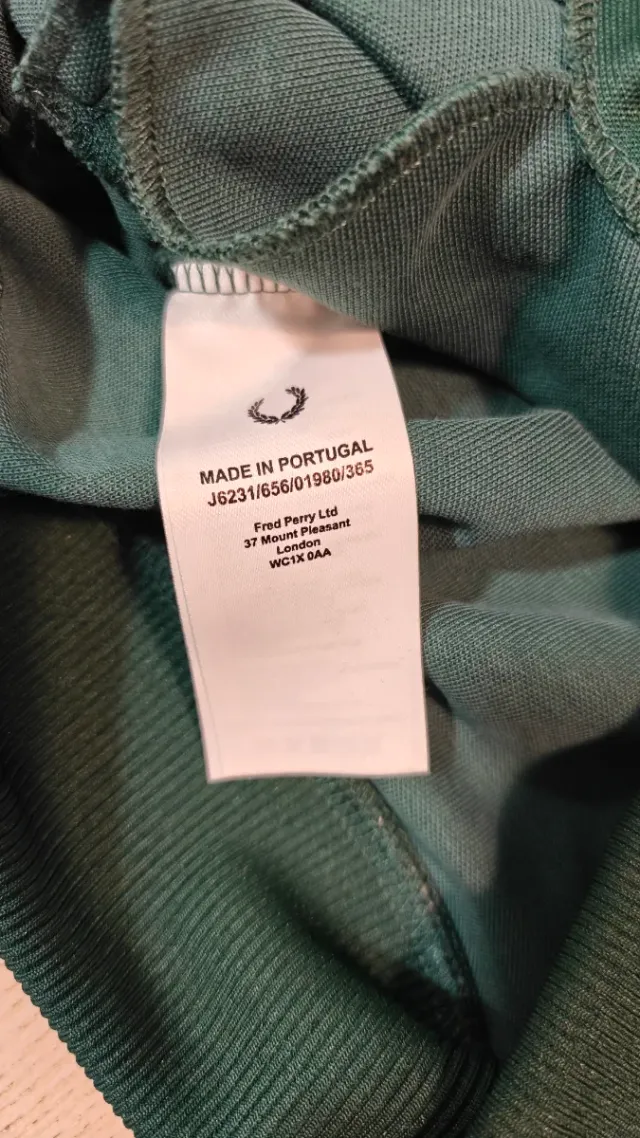 MADE IN PORTUGAL
J6231/656/01980/365
Fred Perry Ltd
37 Mount Pleasant
London
WC1X 0AA